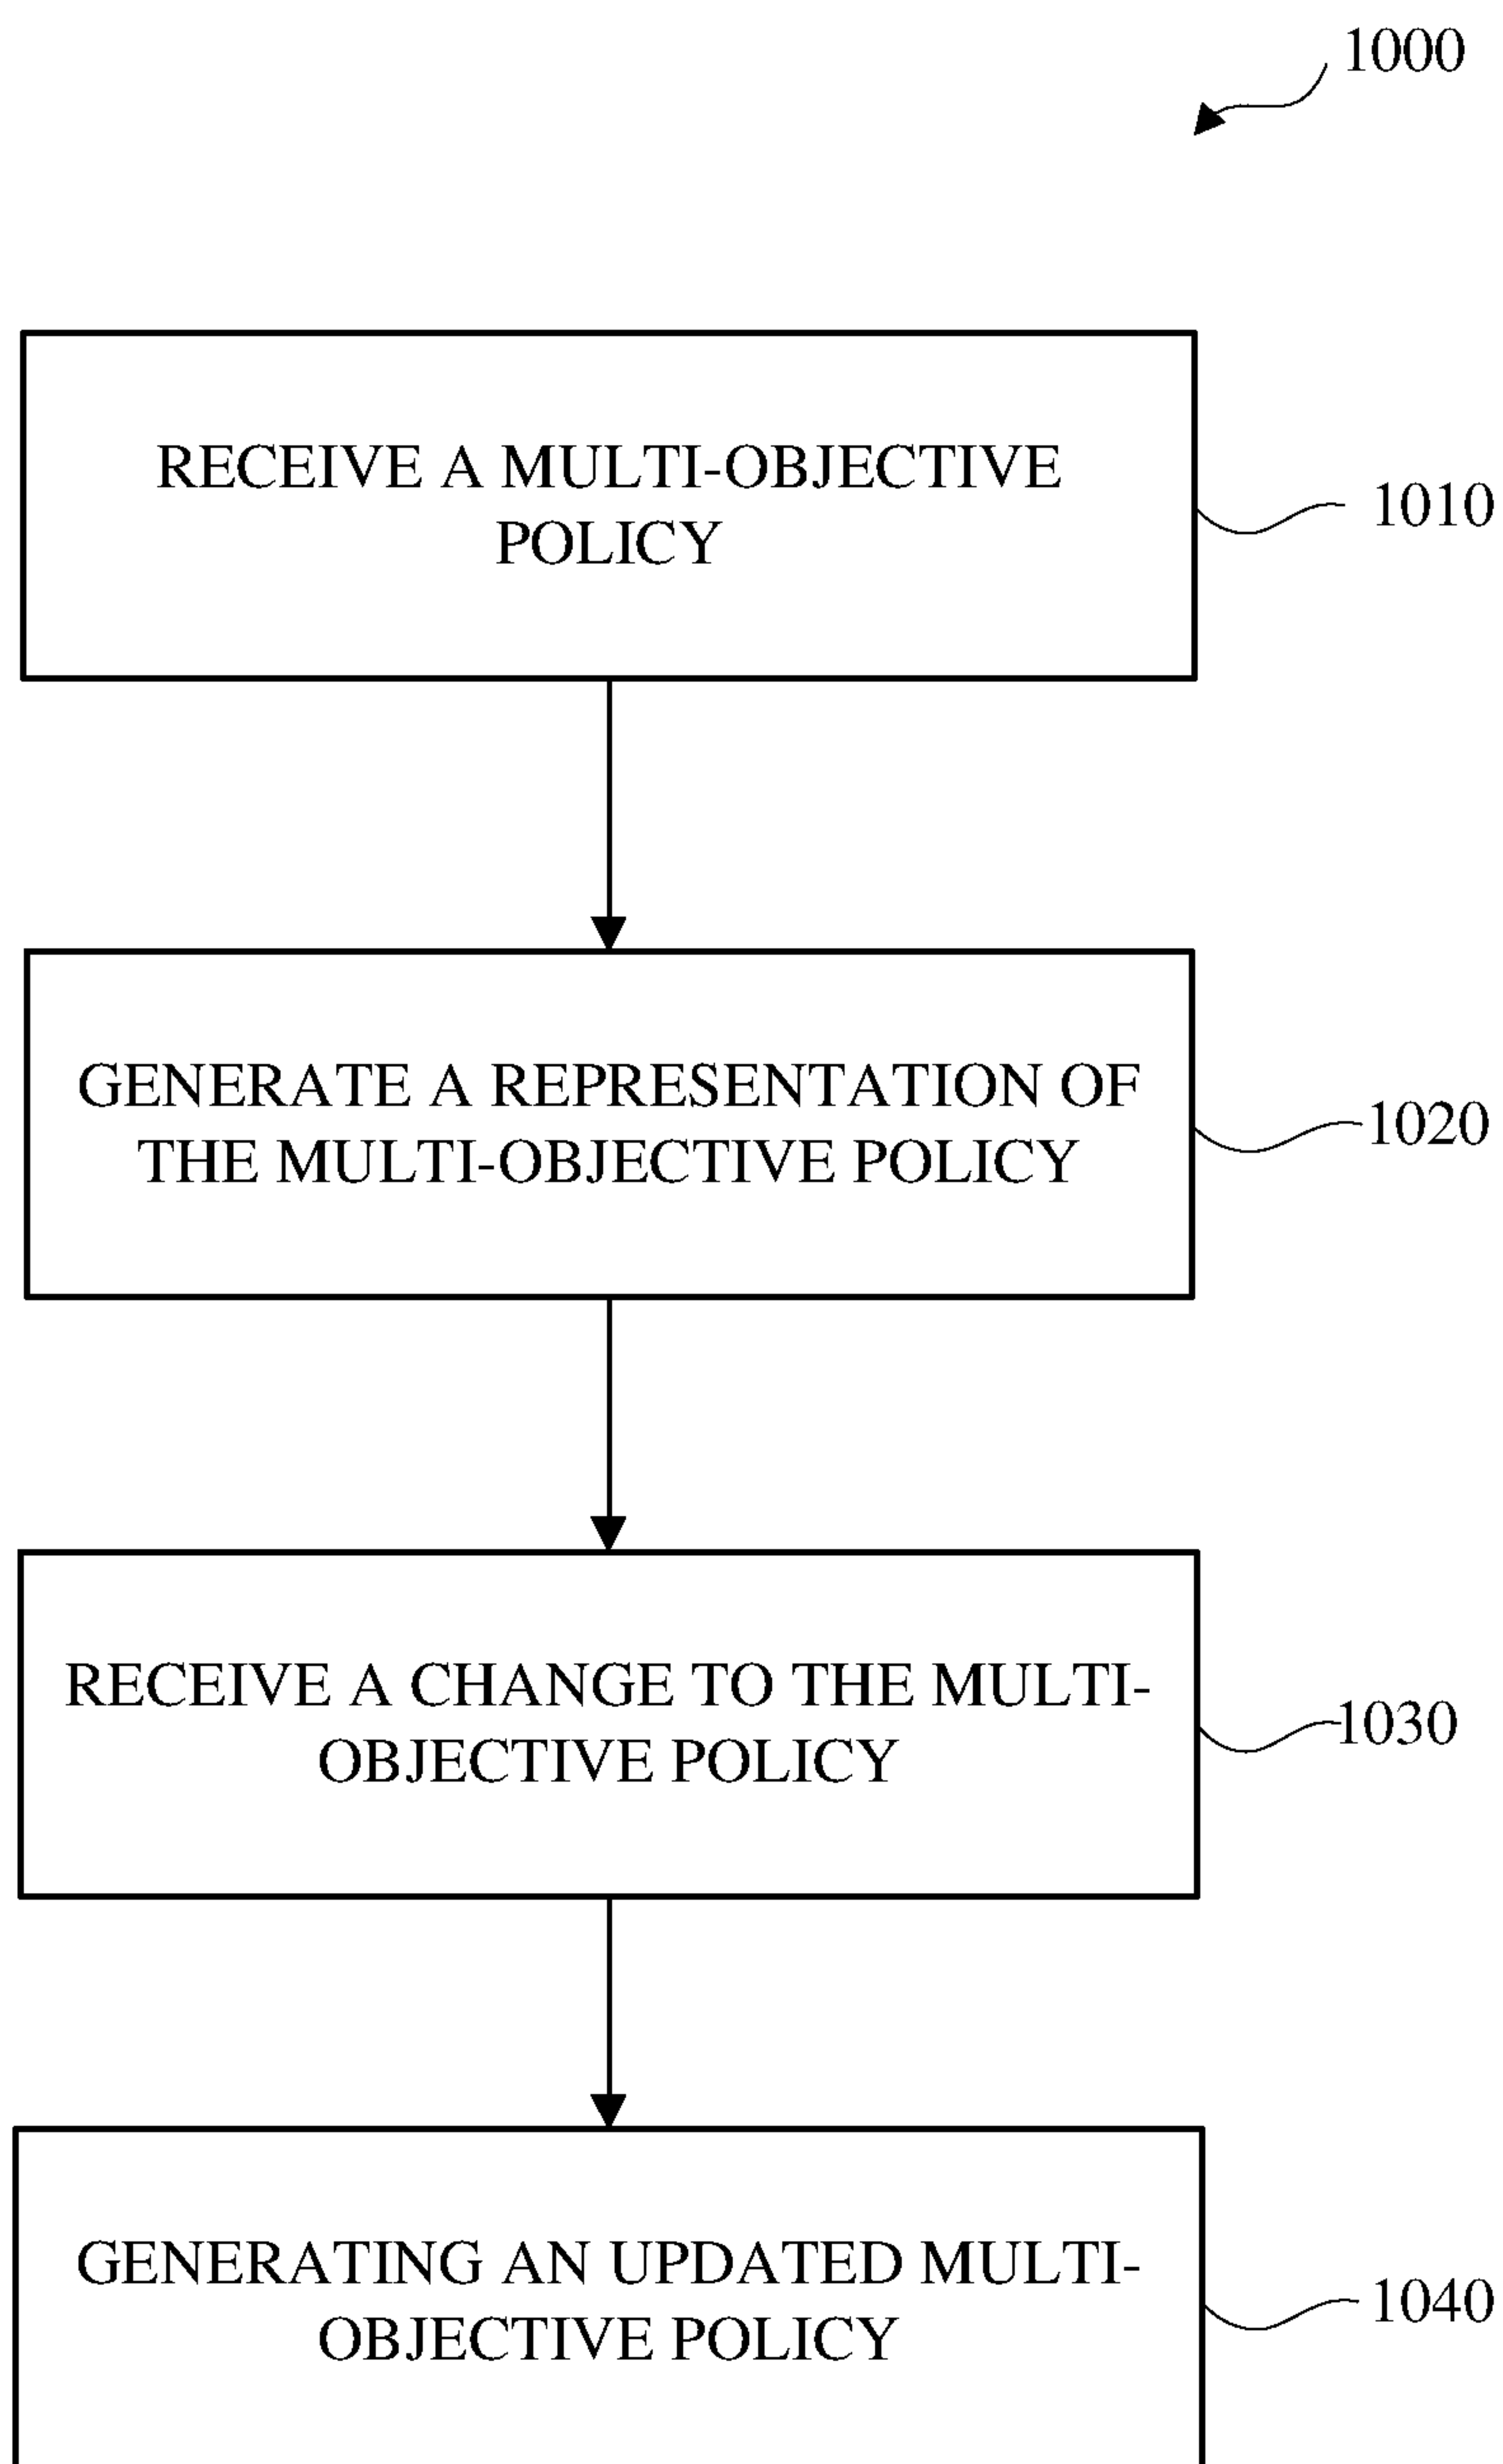 1000
RECEIVE A MULTI-OBJECTIVE
POLICY
1010
GENERATE A REPRESENTATION OF
THE MULTI-OBJECTIVE POLICY
1020
RECEIVE A CHANGE TO THE MULTI-
OBJECTIVE POLICY
1030
GENERATING AN UPDATED MULTI-
OBJECTIVE POLICY
1040